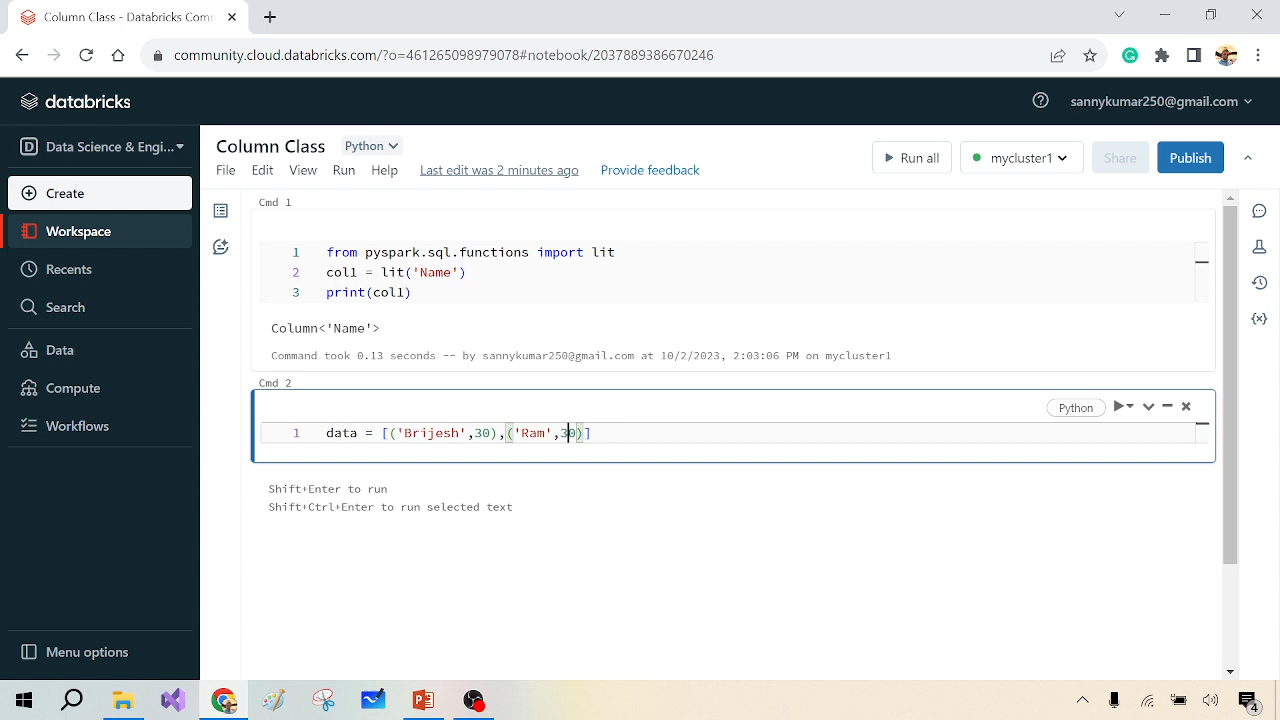 Column Class - Databricks Com
community.cloud.databricks.com/?o=461265098979078#notebook/2037889386670246
databricks
sannykumar250@gmail.com
D Data Science & Engi...
Column Class
Python
Run all
mycluster1
Share
Publish
File Edit View Run Help Last edit was 2 minutes ago Provide feedback
Create
Workspace
Recents
Search
Data
Compute
Workflows
Menu options
Cmd 1
1 from pyspark.sql.functions import lit
2 col1 = lit('Name')
3 print(col1)
Column<'Name'>
Command took 0.13 seconds -- by sannykumar250@gmail.com at 10/2/2023, 2:03:06 PM on mycluster1
Cmd 2
Python
1 data = [('Brijesh',30),('Ram',30)]
Shift+Enter to run
Shift+Ctrl+Enter to run selected text
4